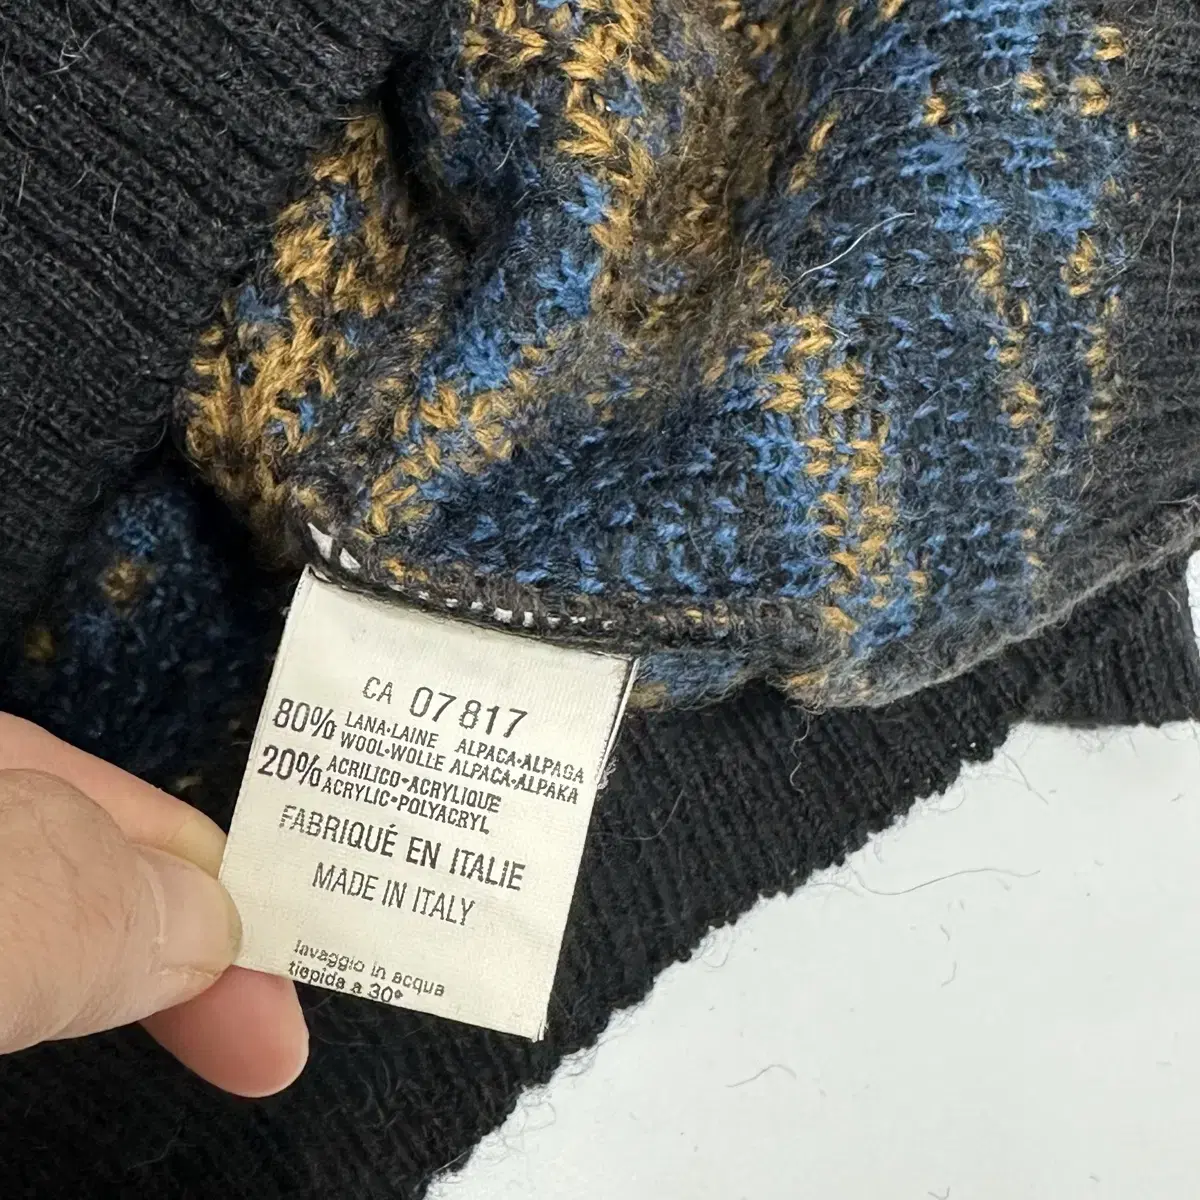 CA 07817
80% LANA·LAINE ALPACA·ALPAGA
WOOL·WOLLE ALPACA·ALPAKA
20% ACRILICO·ACRYLIQUE
ACRYLIC·POLYACRYL
FABRIQUÉ EN ITALIE
MADE IN ITALY
lavaggio in acqua
tiepida a 30°